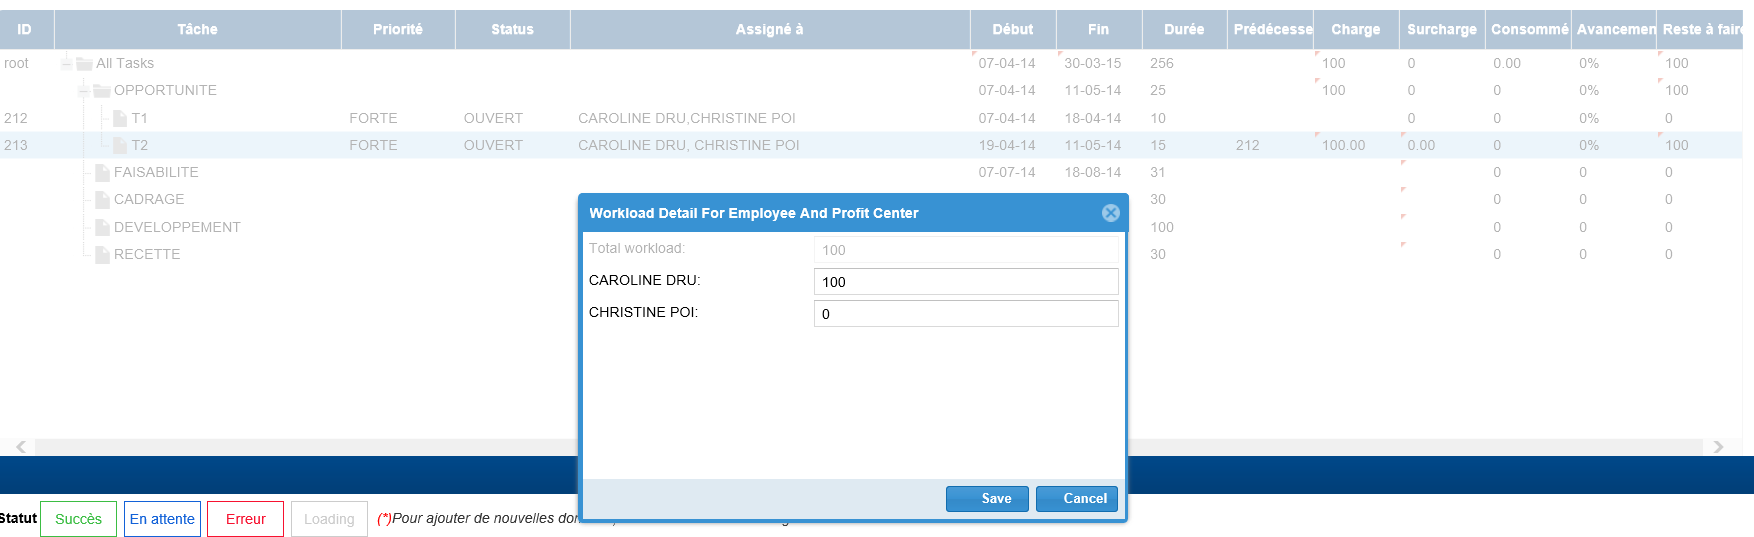 ID Tâche Priorité Status Assigné à Début Fin Durée Prédécesse Charge Surcharge Consommé Avancemen Reste à faire
root All Tasks 07-04-14 30-03-15 256 100 0 0.00 0% 100
OPPORTUNITE 07-04-14 11-05-14 25 100 0 0 0% 100
212 T1 FORTE OUVERT CAROLINE DRU,CHRISTINE POI 07-04-14 18-04-14 10 0 0 0% 0
213 T2 FORTE OUVERT CAROLINE DRU, CHRISTINE POI 19-04-14 11-05-14 15 212 100.00 0.00 0 0% 100
FAISABILITE 07-07-14 18-08-14 31 0 0 0
CADRAGE 30 0 0 0
DEVELOPPEMENT 100 0 0 0
RECETTE 30 0 0 0
Workload Detail For Employee And Profit Center
Total workload: 100
CAROLINE DRU: 100
CHRISTINE POI: 0
Save Cancel
Statut Succès En attente Erreur Loading (*)Pour ajouter de nouvelles